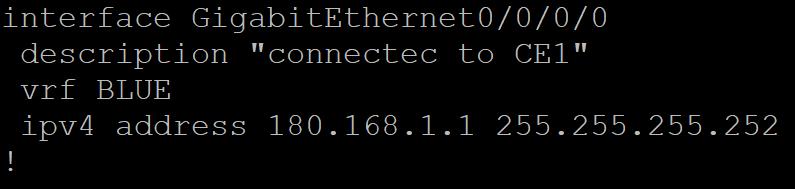 interface GigabitEthernet0/0/0/0
description "connectec to CE1"
vrf BLUE
ipv4 address 180.168.1.1 255.255.255.252
!